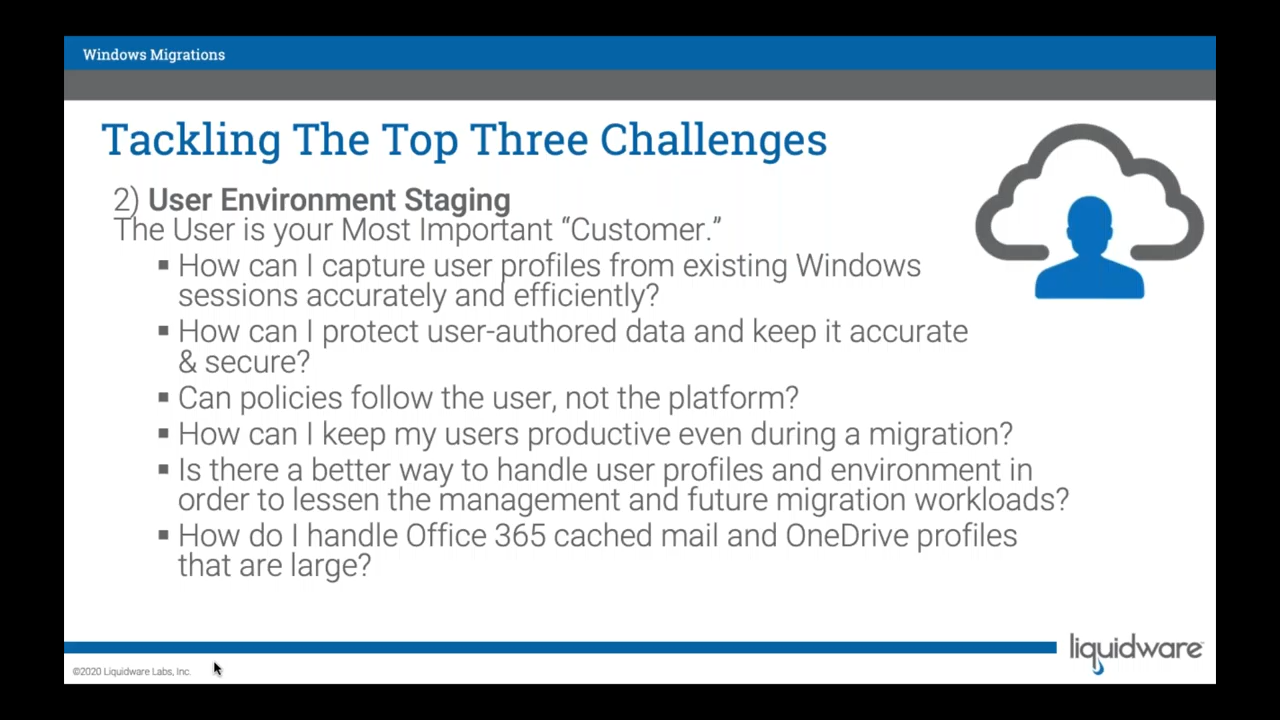 Windows Migrations
Tackling The Top Three Challenges
2) User Environment Staging
The User is your Most Important “Customer.”
▪ How can I capture user profiles from existing Windows
sessions accurately and efficiently?
▪ How can I protect user-authored data and keep it accurate
& secure?
▪ Can policies follow the user, not the platform?
▪ How can I keep my users productive even during a migration?
▪ Is there a better way to handle user profiles and environment in
order to lessen the management and future migration workloads?
▪ How do I handle Office 365 cached mail and OneDrive profiles
that are large?
liquidware
©2020 Liquidware Labs, Inc.